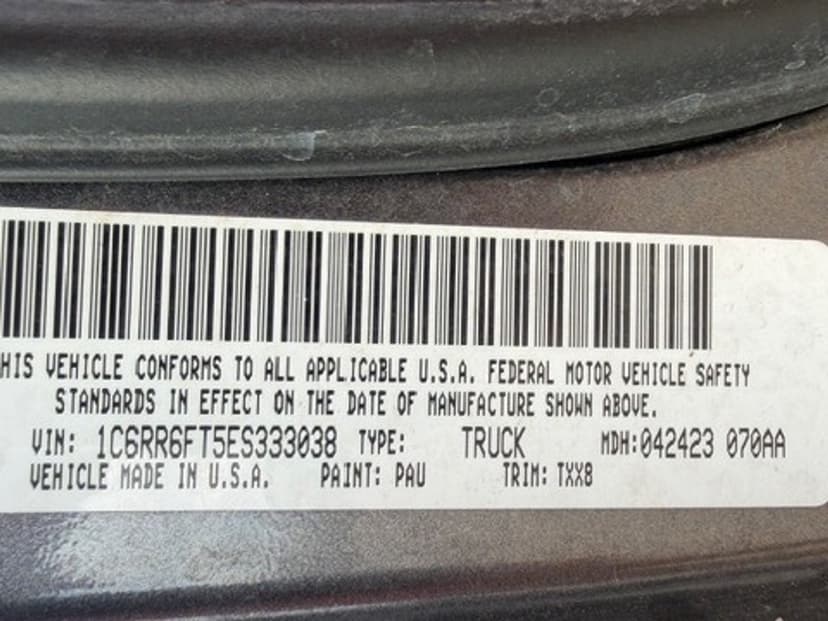 HIS VEHICLE CONFORMS TO ALL APPLICABLE U.S.A. FEDERAL MOTOR VEHICLE SAFETY
STANDARDS IN EFFECT ON THE DATE OF MANUFACTURE SHOWN ABOVE.
VIN: 1C6RR6FT5ES333038 TYPE: TRUCK MDH:042423 070AA
VEHICLE MADE IN U.S.A. PAINT: PAU TRIM: TXX8